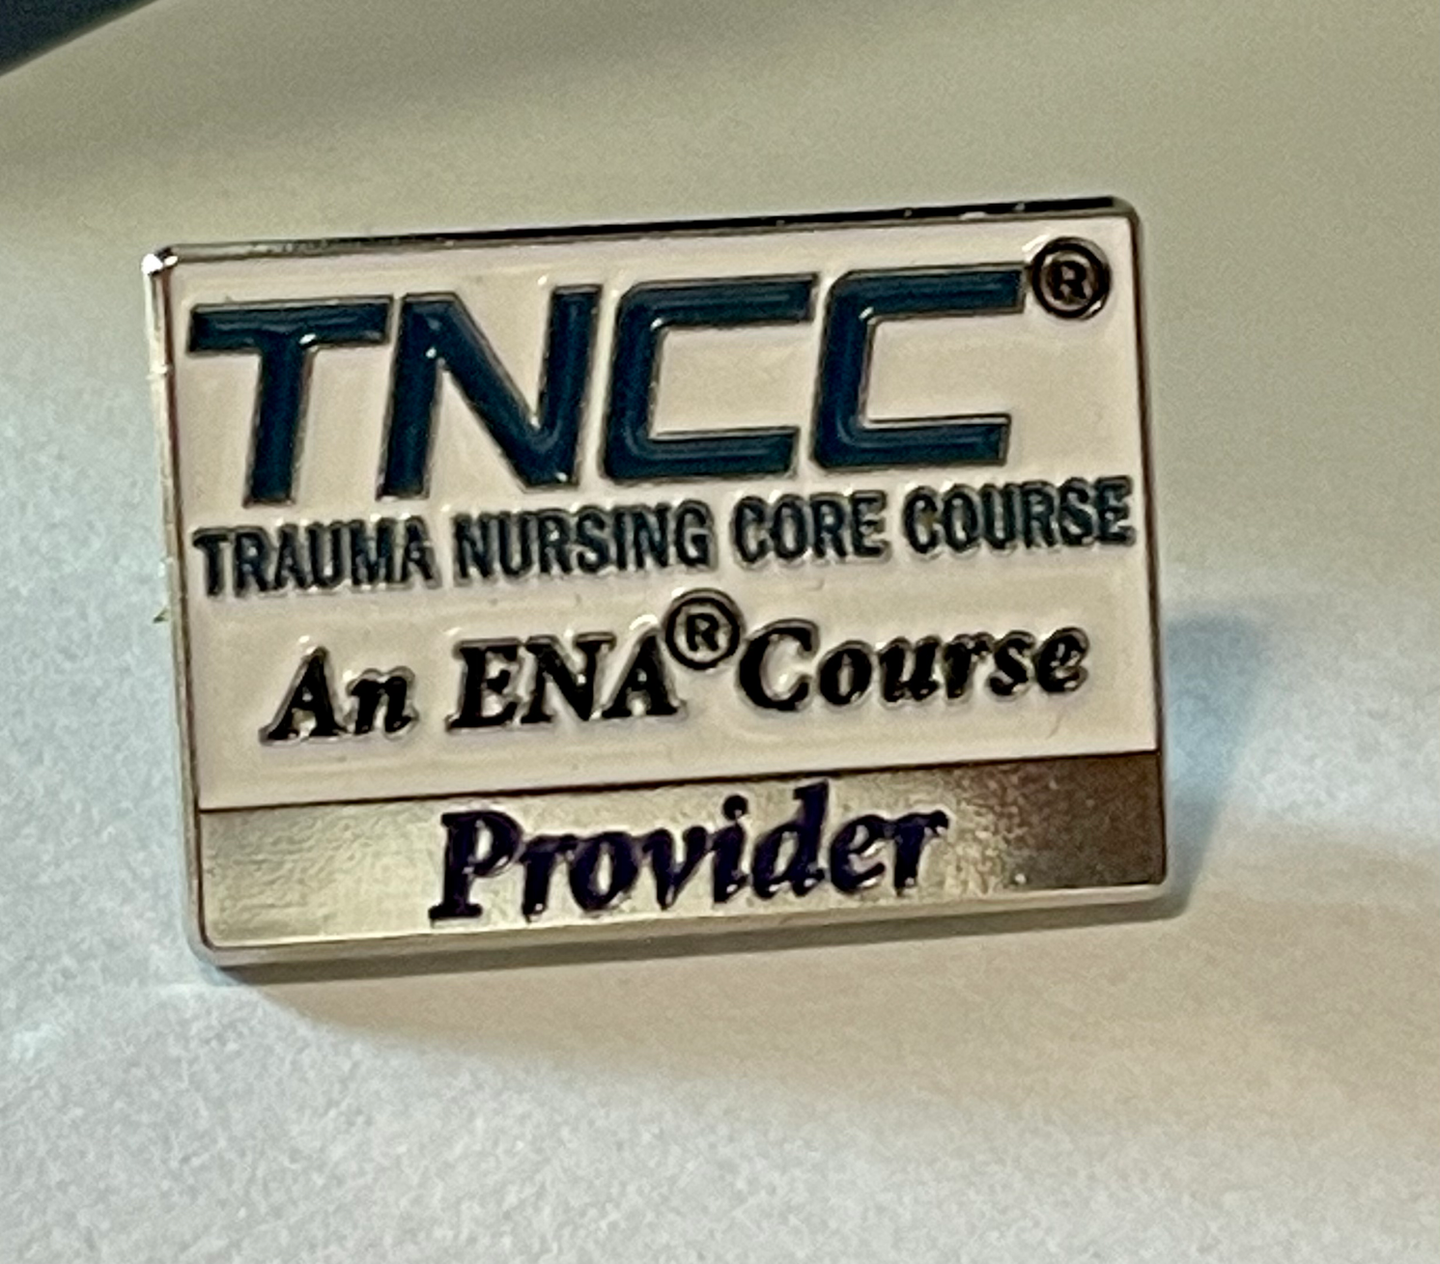 TNCC®
TRAUMA NURSING CORE COURSE
An ENA® Course
Provider